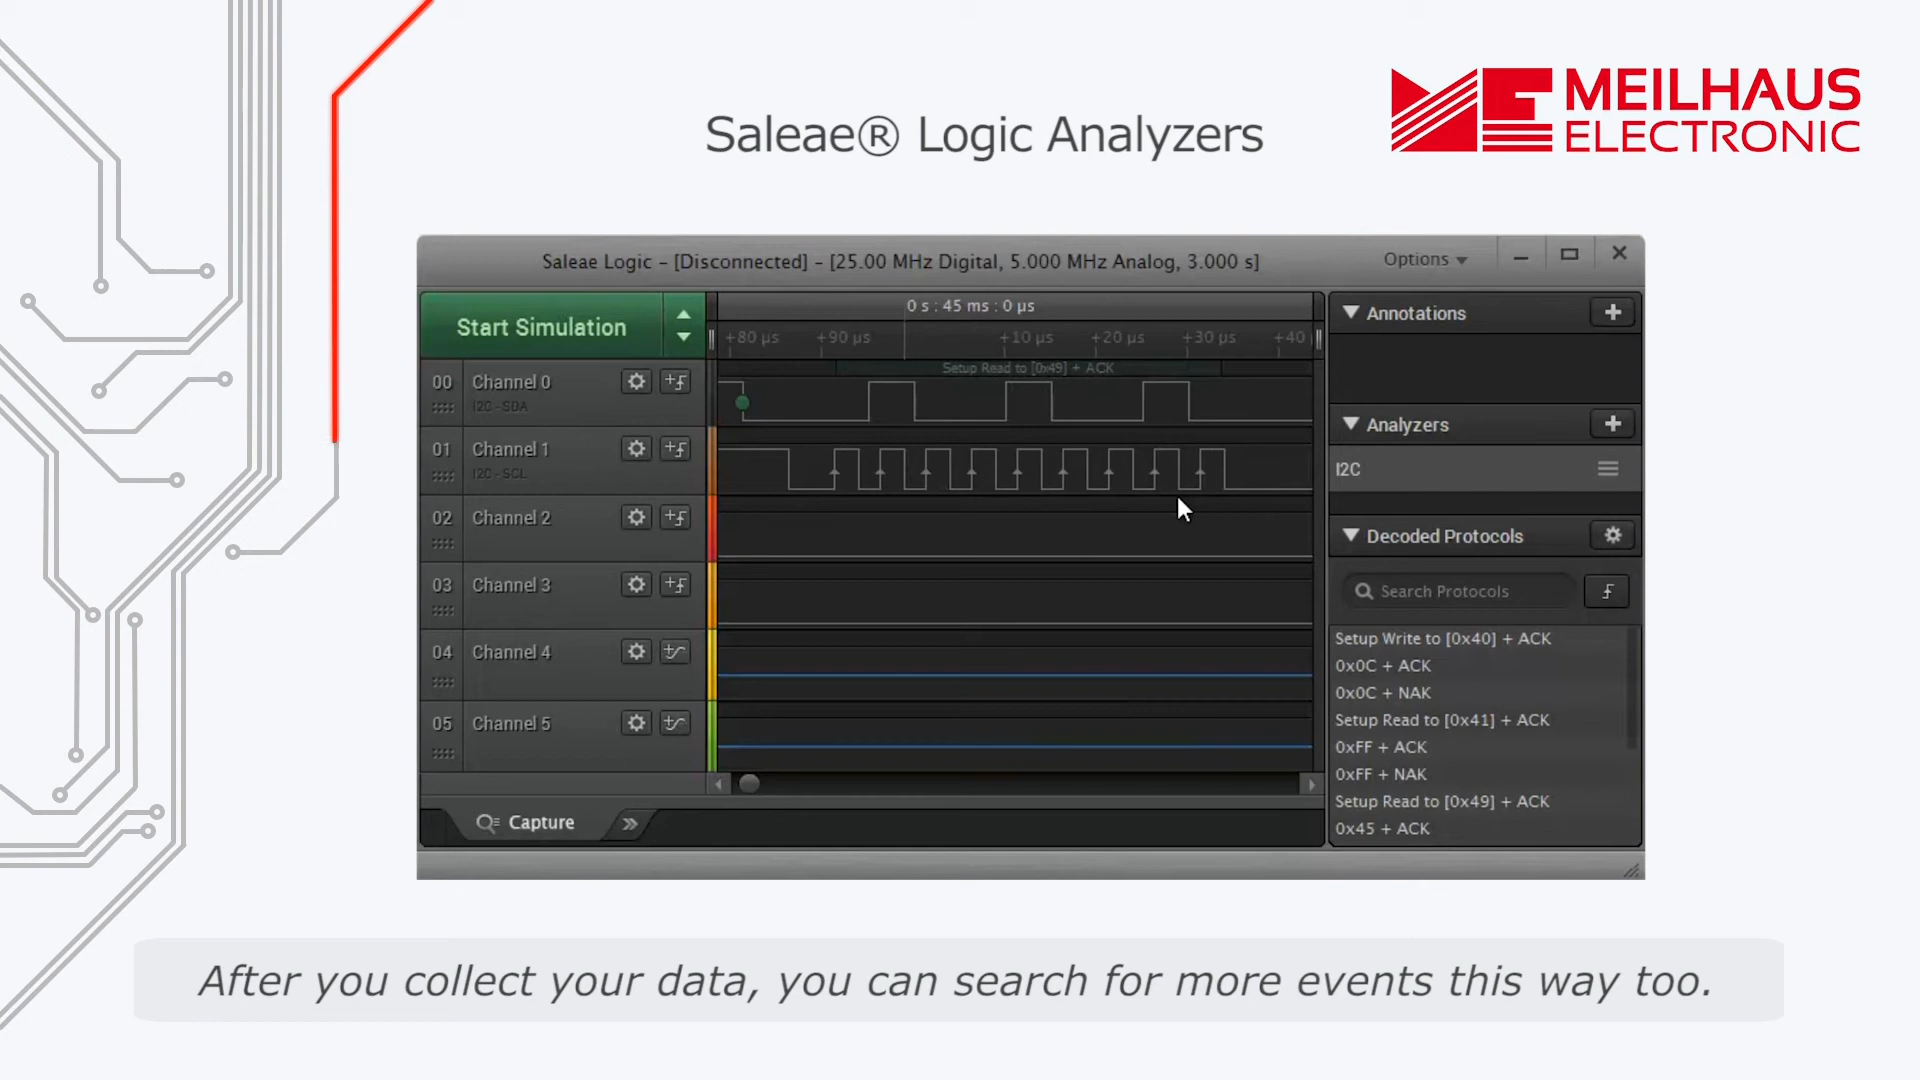 MEILHAUS
ELECTRONIC
Saleae® Logic Analyzers
Saleae Logic – [Disconnected] – [25.00 MHz Digital, 5.000 MHz Analog, 3.000 s]
Options
Start Simulation
0 s : 45 ms : 0 µs
+80 µs +90 µs +10 µs +20 µs +30 µs +40
Setup Read to [0x49] + ACK
00 Channel 0
I2C - SDA
01 Channel 1
I2C - SCL
02 Channel 2
03 Channel 3
04 Channel 4
05 Channel 5
Capture
Annotations
Analyzers
I2C
Decoded Protocols
Search Protocols
Setup Write to [0x40] + ACK
0x0C + ACK
0x0C + NAK
Setup Read to [0x41] + ACK
0xFF + ACK
0xFF + NAK
Setup Read to [0x49] + ACK
0x45 + ACK
After you collect your data, you can search for more events this way too.